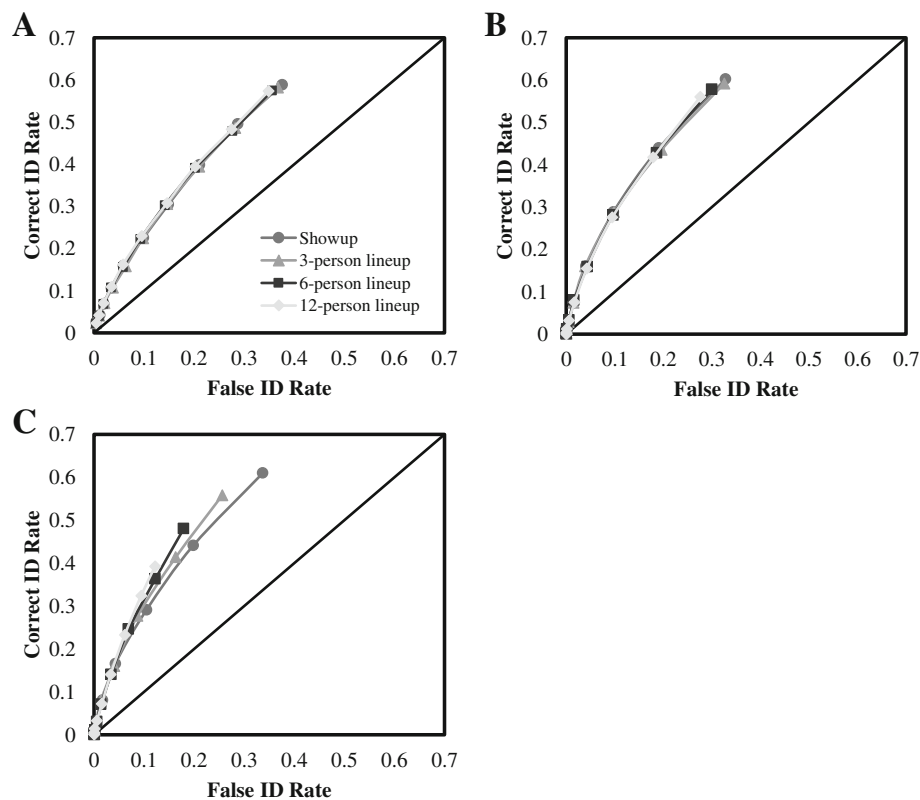 A
0.7
0.6
0.5
0.4
0.3
0.2
0.1
0
Correct ID Rate
Showup
3-person lineup
6-person lineup
12-person lineup
0 0.1 0.2 0.3 0.4 0.5 0.6 0.7
False ID Rate
B
0.7
0.6
0.5
0.4
0.3
0.2
0.1
0
Correct ID Rate
0 0.1 0.2 0.3 0.4 0.5 0.6 0.7
False ID Rate
C
0.7
0.6
0.5
0.4
0.3
0.2
0.1
0
Correct ID Rate
0 0.1 0.2 0.3 0.4 0.5 0.6 0.7
False ID Rate